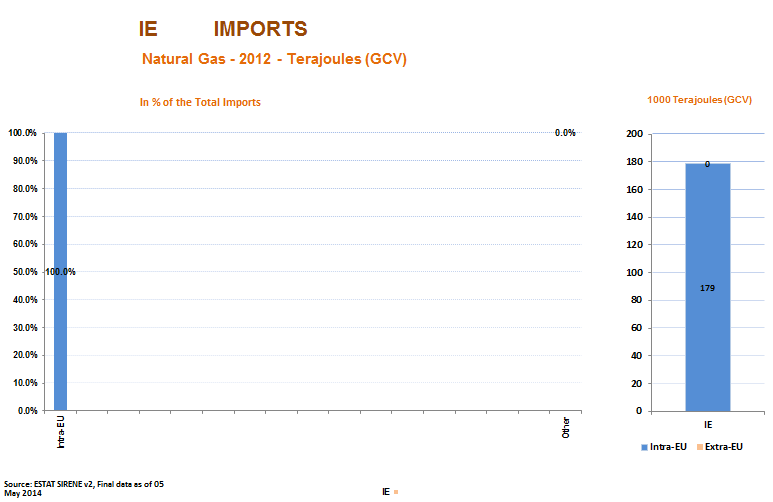 IE IMPORTS
Natural Gas - 2012 - Terajoules (GCV)
In % of the Total Imports
1000 Terajoules (GCV)
100.0%
90.0%
80.0%
70.0%
60.0%
50.0%
40.0%
30.0%
20.0%
10.0%
0.0%
100.0%
0.0%
Intra-EU
Other
200
180
160
140
120
100
80
60
40
20
0
0
179
IE
Intra-EU Extra-EU
Source: ESTAT SIRENE v2, Final data as of 05
May 2014
IE